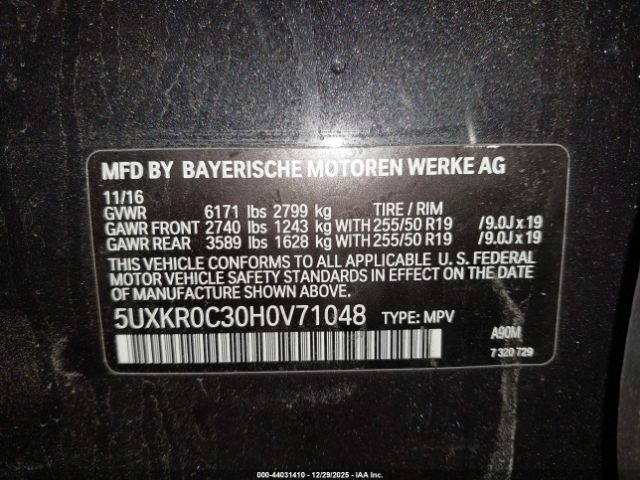 MFD BY BAYERISCHE MOTOREN WERKE AG
11/16
GVWR 6171 lbs 2799 kg TIRE / RIM
GAWR FRONT 2740 lbs 1243 kg WITH 255/50 R19 /9.0J x 19
GAWR REAR 3589 lbs 1628 kg WITH 255/50 R19 /9.0J x 19
THIS VEHICLE CONFORMS TO ALL APPLICABLE U. S. FEDERAL
MOTOR VEHICLE SAFETY STANDARDS IN EFFECT ON THE DATE
OF MANUFACTURE SHOWN ABOVE.
5UXKR0C30H0V71048 TYPE: MPV
A90M
7 320 729
000-44031410 - 12/29/2025 - IAA Inc.